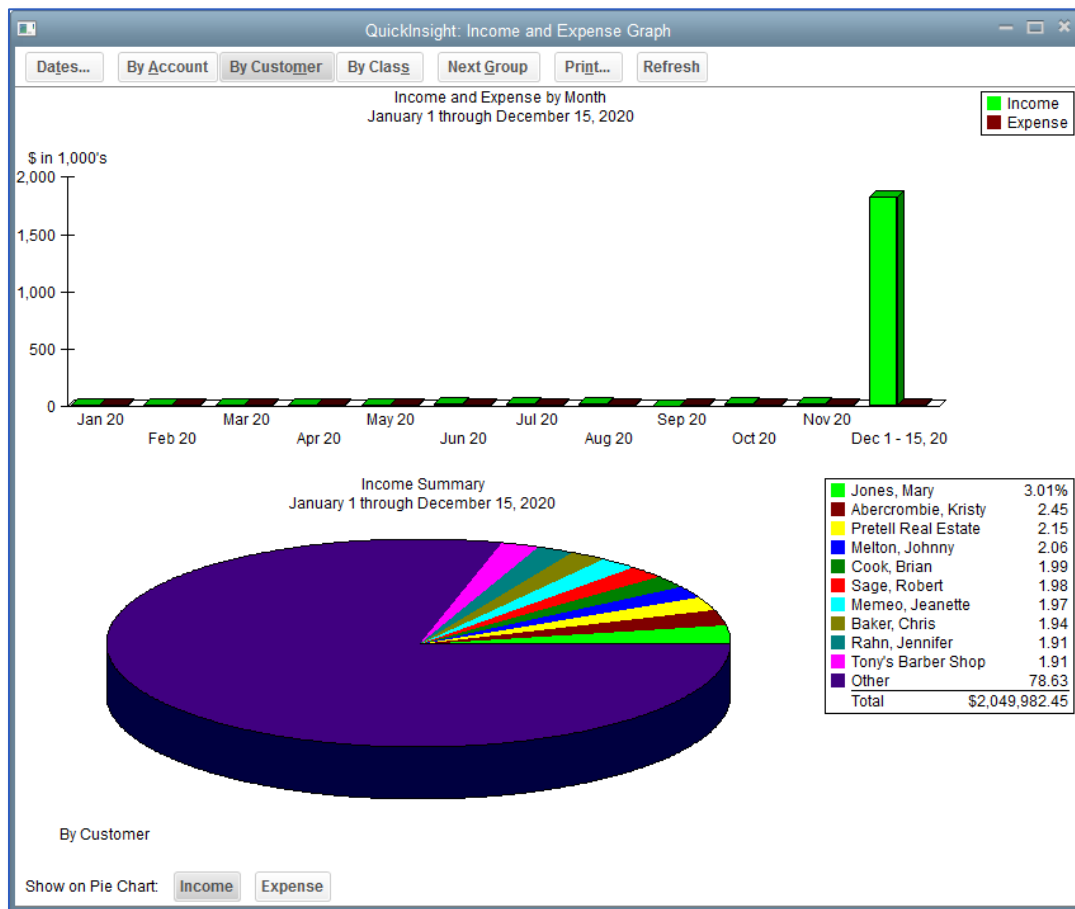 QuickInsight: Income and Expense Graph
Dates... By Account By Customer By Class Next Group Print... Refresh
Income and Expense by Month
January 1 through December 15, 2020
Income
Expense
$ in 1,000's
2,000
1,500
1,000
500
0
Jan 20 Mar 20 May 20 Jul 20 Sep 20 Nov 20
Feb 20 Apr 20 Jun 20 Aug 20 Oct 20 Dec 1 - 15, 20
Income Summary
January 1 through December 15, 2020
Jones, Mary 3.01%
Abercrombie, Kristy 2.45
Pretell Real Estate 2.15
Melton, Johnny 2.06
Cook, Brian 1.99
Sage, Robert 1.98
Memeo, Jeanette 1.97
Baker, Chris 1.94
Rahn, Jennifer 1.91
Tony's Barber Shop 1.91
Other 78.63
Total $2,049,982.45
By Customer
Show on Pie Chart: Income Expense